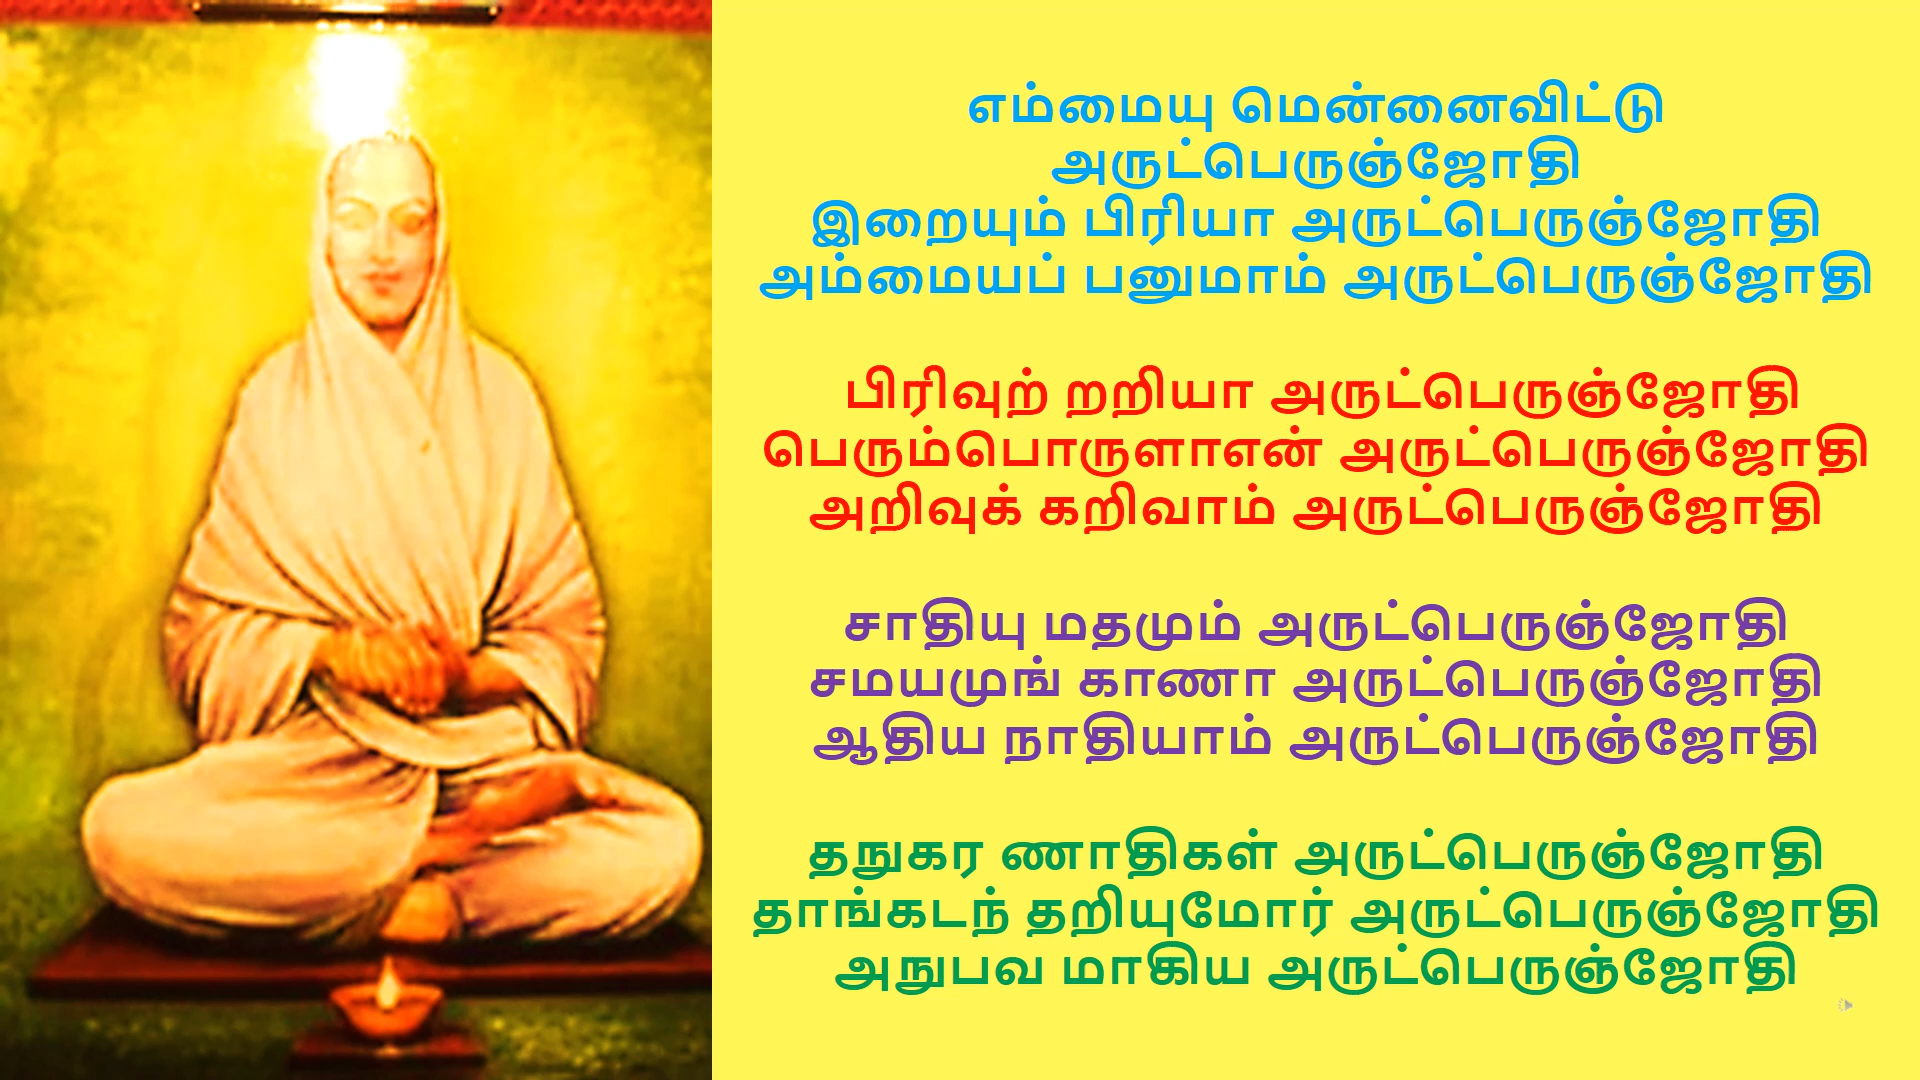 எம்மையு மென்னைவிட்டு
அருட்பெருஞ்ஜோதி
இறையும் பிரியா அருட்பெருஞ்ஜோதி
அம்மையப் பனுமாம் அருட்பெருஞ்ஜோதி
பிரிவுற் றறியா அருட்பெருஞ்ஜோதி
பெரும்பொருளாஎன் அருட்பெருஞ்ஜோதி
அறிவுக் கறிவாம் அருட்பெருஞ்ஜோதி
சாதியு மதமும் அருட்பெருஞ்ஜோதி
சமயமுங் காணா அருட்பெருஞ்ஜோதி
ஆதிய நாதியாம் அருட்பெருஞ்ஜோதி
தநுகர ணாதிகள் அருட்பெருஞ்ஜோதி
தாங்கடந் தறியுமோர் அருட்பெருஞ்ஜோதி
அநுபவ மாகிய அருட்பெருஞ்ஜோதி